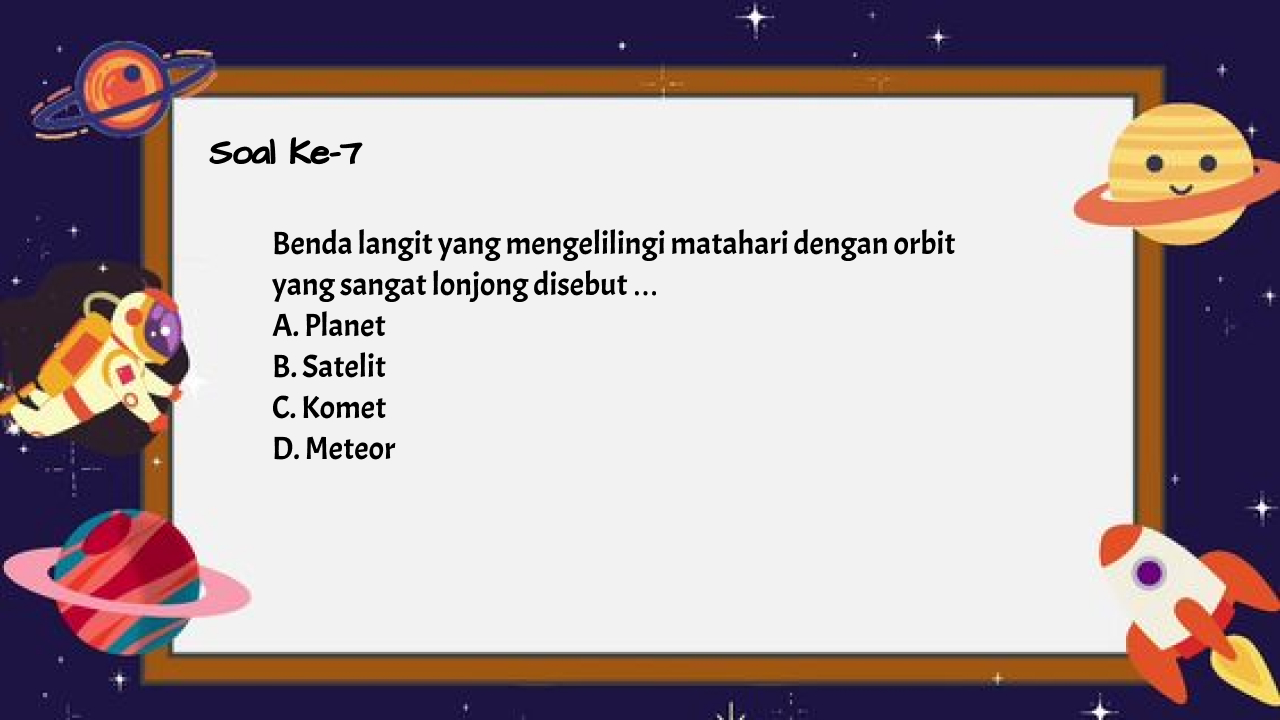 Soal Ke-7
Benda langit yang mengelilingi matahari dengan orbit
yang sangat lonjong disebut …
A. Planet
B. Satelit
C. Komet
D. Meteor